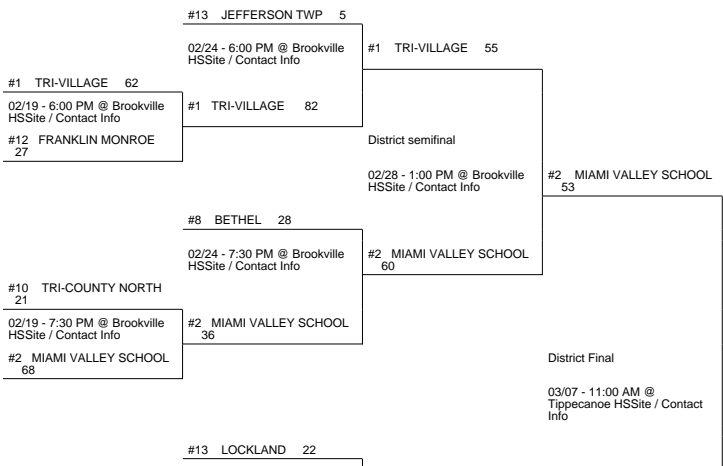 #13 JEFFERSON TWP 5
02/24 - 6:00 PM @ Brookville
HSSite / Contact Info
#1 TRI-VILLAGE 55
#1 TRI-VILLAGE 62
02/19 - 6:00 PM @ Brookville
HSSite / Contact Info
#1 TRI-VILLAGE 82
#12 FRANKLIN MONROE
27
District semifinal
02/28 - 1:00 PM @ Brookville
HSSite / Contact Info
#2 MIAMI VALLEY SCHOOL
53
#8 BETHEL 28
02/24 - 7:30 PM @ Brookville
HSSite / Contact Info
#2 MIAMI VALLEY SCHOOL
60
#10 TRI-COUNTY NORTH
21
02/19 - 7:30 PM @ Brookville
HSSite / Contact Info
#2 MIAMI VALLEY SCHOOL
36
#2 MIAMI VALLEY SCHOOL
68
District Final
03/07 - 11:00 AM @
Tippecanoe HSSite / Contact
Info
#13 LOCKLAND 22